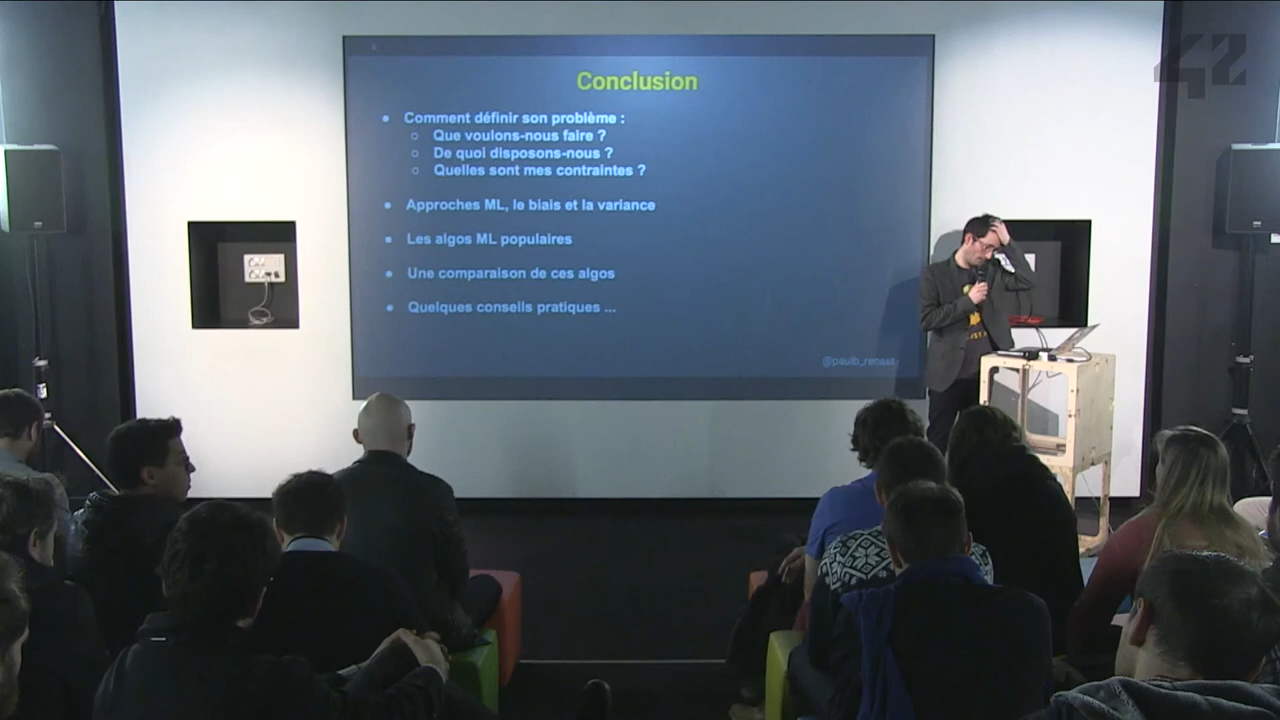 42
Conclusion
Comment définir son problème :
Que voulons-nous faire ?
De quoi disposons-nous ?
Quelles sont mes contraintes ?
Approches ML, le biais et la variance
Les algos ML populaires
Une comparaison de ces algos
Quelques conseils pratiques ...